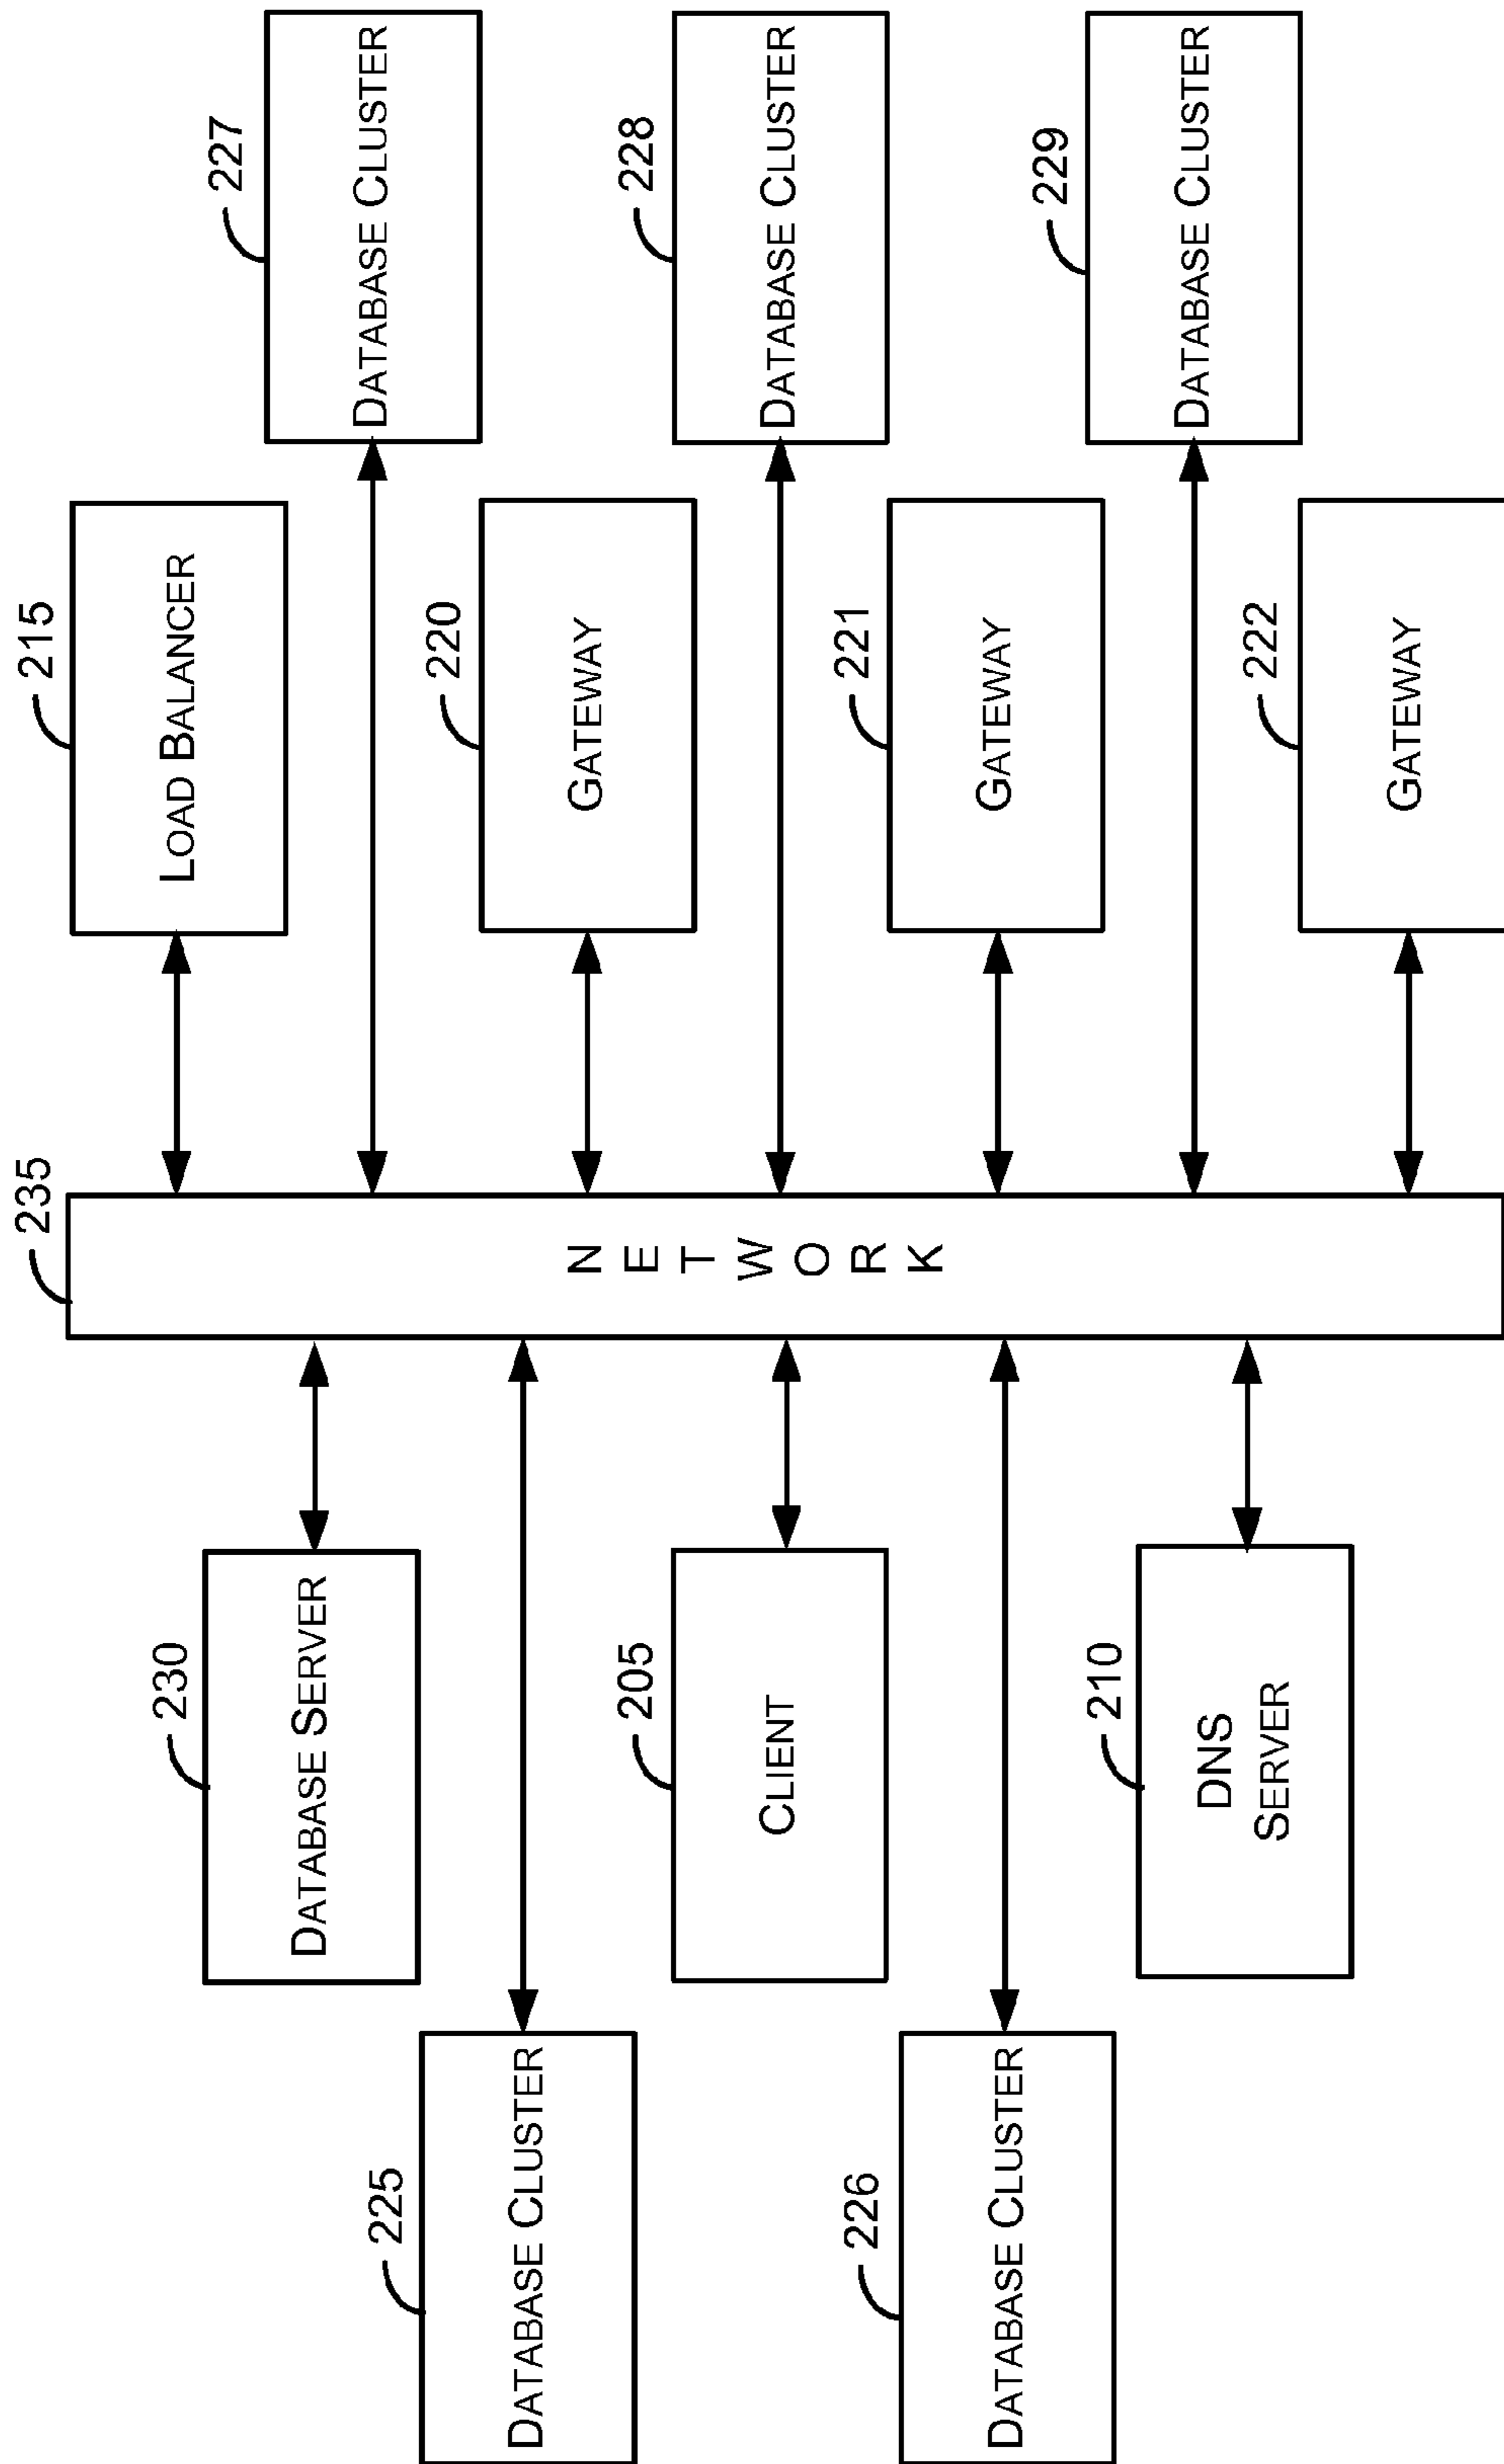 215
LOAD BALANCER
227
DATABASE CLUSTER
220
GATEWAY
228
DATABASE CLUSTER
221
GATEWAY
229
DATABASE CLUSTER
222
GATEWAY
235
NETWORK
230
DATABASE SERVER
225
DATABASE CLUSTER
205
CLIENT
226
DATABASE CLUSTER
210
DNS
SERVER